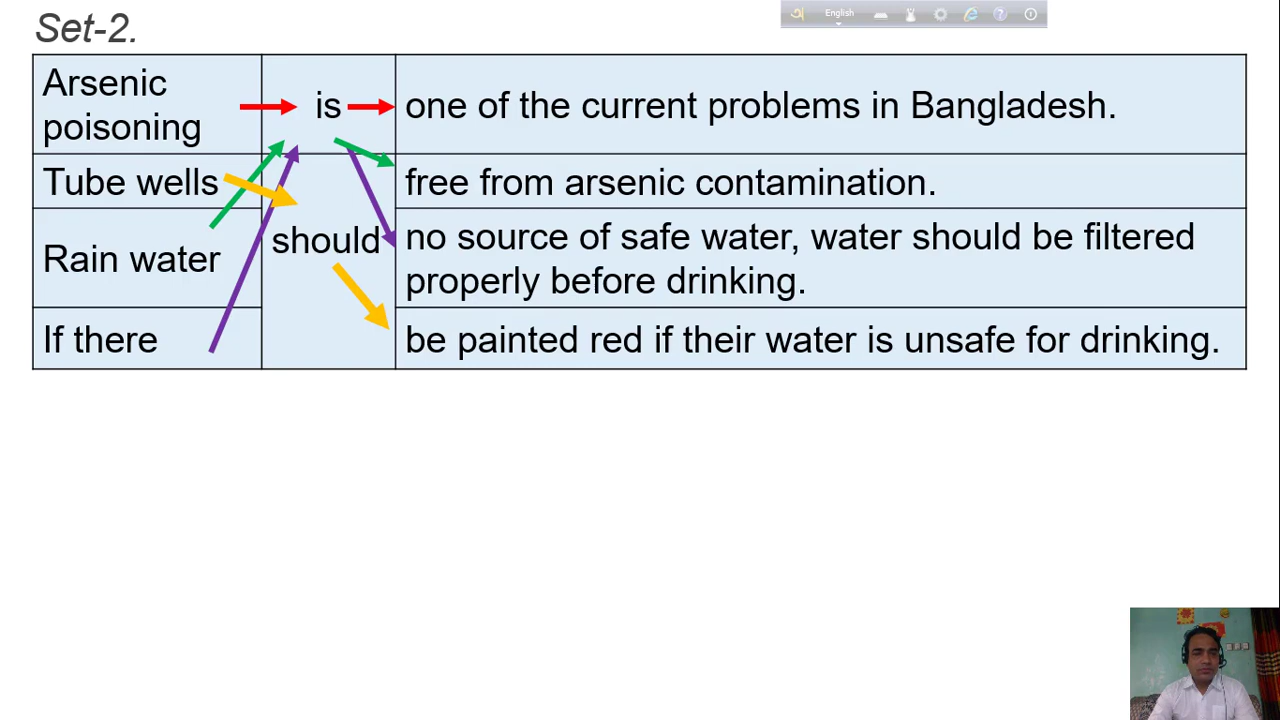 অ English
Set-2.
Arsenic
poisoning
is
one of the current problems in Bangladesh.
Tube wells
free from arsenic contamination.
Rain water
should
no source of safe water, water should be filtered
properly before drinking.
If there
be painted red if their water is unsafe for drinking.